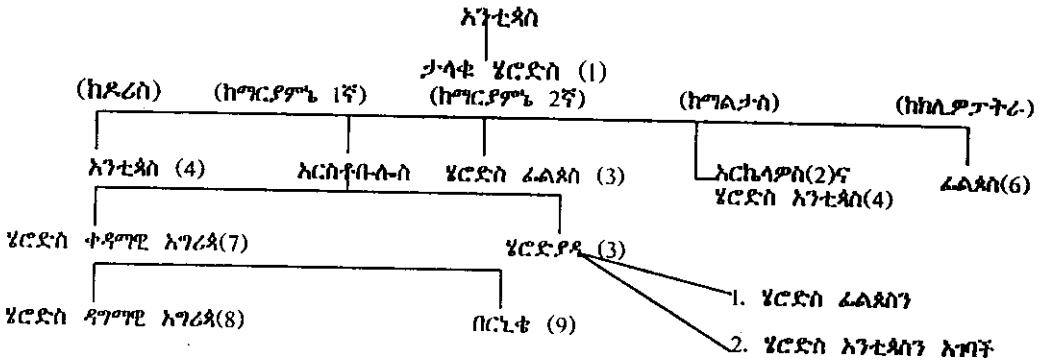 አንቲጳስ
ታላቁ ሄሮድስ (1)
(ከዶሪስ) (ከማርያምኔ 1ኛ) (ከማርያምኔ 2ኛ) (ከማልታስ) (ከክሊዎፓትራ)
አንቲጳስ (4) አርስቶቡሉስ ሄሮድስ ፊልጶስ (3) አርኬላዎስ(2)ና ፊልጶስ(6)
ሄሮድስ አንቲጳስ(4)
ሄሮድስ ቀዳማዊ አግሪጳ(7) ሄሮድያዳ (3)
1. ሄሮድስ ፊልጶስን
ሄሮድስ ዳግማዊ አግሪጳ(8) በርኒቄ (9)
2. ሄሮድስ አንቲጳስን አገባች